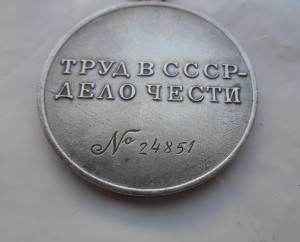 ТРУД В СССР-
ДЕЛО ЧЕСТИ
№ 24851